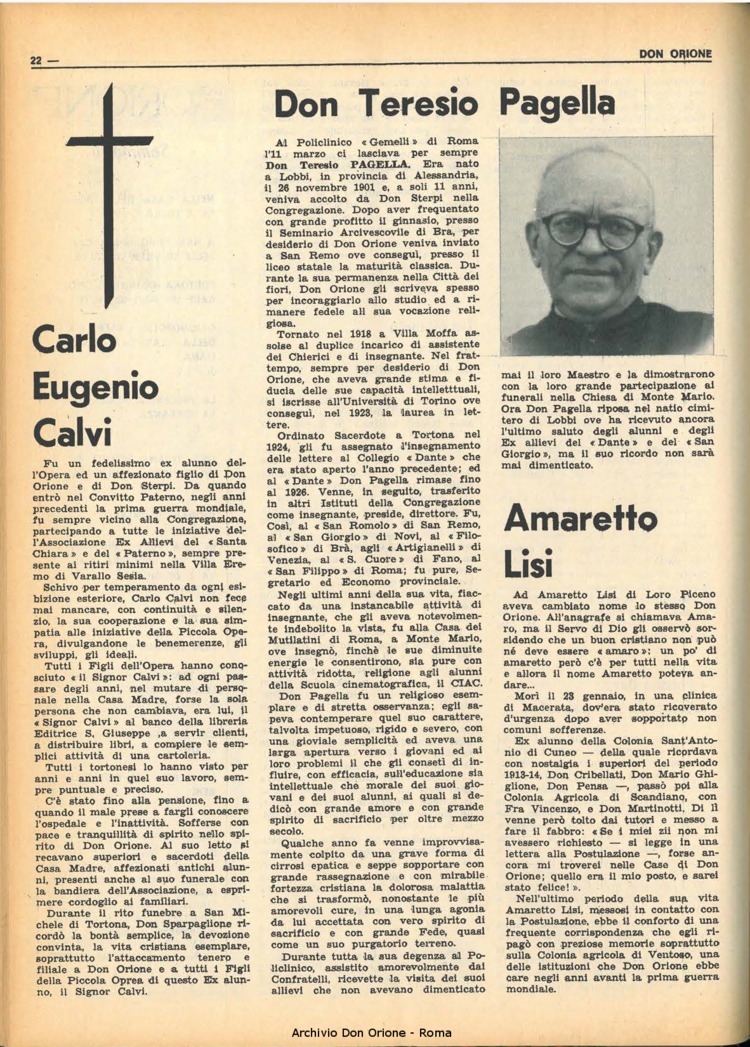 22 —
DON ORIONE
Carlo
Eugenio
Calvi
Fu un fedelissimo ex alunno del-
l'Opera ed un affezionato figlio di Don
Orione e di Don Sterpi. Da quando
entrò nel Convitto Paterno, negli anni
precedenti la prima guerra mondiale,
fu sempre vicino alla Congregazione,
partecipando a tutte le iniziative del-
l'Associazione Ex Allievi del « Santa
Chiara » e del « Paterno », sempre pre-
sente ai ritiri minimi nella Villa Ere-
mo di Varallo Sesia.
Schivo per temperamento da ogni esi-
bizione esteriore, Carlo Calvi non fece
mai mancare, con continuità e silen-
zio, la sua cooperazione e la sua sim-
patia alle iniziative della Piccola Ope-
ra, divulgandone le benemerenze, gli
sviluppi, gli ideali.
Tutti i Figli dell'Opera hanno cono-
sciuto « il Signor Calvi »: ad ogni pas-
sare degli anni, nel mutare di perso-
nale nella Casa Madre, forse la sola
persona che non cambiava, era lui, il
« Signor Calvi » al banco della libreria
Editrice S, Giuseppe ,a servir clienti,
a distribuire libri, a compiere le sem-
plici attività di una cartoleria.
Tutti i tortonesi lo hanno visto per
anni e anni in quel suo lavoro, sem-
pre puntuale e preciso.
C'è stato fino alla pensione, fino a
quando il male prese a fargli conoscere
l'ospedale e l'inattività. Sofferse con
pace e tranquillità di spirito nello spi-
rito di Don Orione. Al suo letto si
recavano superiori e sacerdoti della
Casa Madre, affezionati antichi alun-
ni, presenti anche al suo funerale con
la bandiera dell'Associazione, a espri-
mere cordoglio ai familiari.
Durante il rito funebre a San Mi-
chele di Tortona, Don Sparpaglione ri-
cordò la bontà semplice, la devozione
convinta, la vita cristiana esemplare,
soprattutto l'attaccamento tenero e
filiale a Don Orione e a tutti i Figli
della Piccola Oprea di questo Ex alun-
no, il Signor Calvi.
Don Teresio Pagella
Al Policlinico « Gemelli » di Roma
l'11 marzo ci lasciava per sempre
Don Teresio PAGELLA. Era nato
a Lobbi, in provincia di Alessandria,
il 26 novembre 1901 e, a soli 11 anni,
veniva accolto da Don Sterpi nella
Congregazione. Dopo aver frequentato
con grande profitto il ginnasio, presso
il Seminario Arcivescovile di Bra, per
desiderio di Don Orione veniva inviato
a San Remo ove conseguì, presso il
liceo statale la maturità classica. Du-
rante la sua permanenza nella Città dei
fiori, Don Orione gli scriveva spesso
per incoraggiarlo allo studio ed a ri-
manere fedele all sua vocazione reli-
giosa.
Tornato nel 1918 a Villa Moffa as-
solse al duplice incarico di assistente
dei Chierici e di insegnante. Nel frat-
tempo, sempre per desiderio di Don
Orione, che aveva grande stima e fi-
ducia delle sue capacità intelletttuali,
si iscrisse all'Università di Torino ove
conseguì, nel 1923, la laurea in let-
tere.
Ordinato Sacerdote a Tortona nel
1924, gli fu assegnato l'insegnamento
delle lettere al Collegio « Dante » che
era stato aperto l'anno precedente; ed
al « Dante » Don Pagella rimase fino
al 1926. Venne, in seguito, trasferito
in altri Istituti della Congregazione
come insegnante, preside, direttore. Fu,
Così, al « San Romolo » di San Remo,
al « San Giorgio » di Novi, al « Filo-
sofico » di Brà, agli « Artigianelli » di
Venezia, al « S. Cuore » di Fano, al
« San Filippo » di Roma; fu pure, Se-
gretario ed Economo provinciale.
Negli ultimi anni della sua vita, fiac-
cato da una instancabile attività di
insegnante, che gli aveva notevolmen-
te indebolito la vista, fu alla Casa dei
Mutilatini di Roma, a Monte Mario,
ove insegnò, finchè le sue diminuite
energie le consentirono, sia pure con
attività ridotta, religione agli alunni
della Scuola cinematografica, il CIAC.
Don Pagella fu un religioso esem-
plare e di stretta osservanza; egli sa-
peva contemperare quel suo carattere,
talvolta impetuoso, rigido e severo, con
una gioviale semplicità ed aveva una
larga apertura verso i giovani ed ai
loro problemi il che gli consetì di in-
fluire, con efficacia, sull'educazione sia
intellettuale che morale dei suoi gio-
vani e dei suoi alunni, ai quali si de-
dicò con grande amore e con grande
spirito di sacrificio per oltre mezzo
secolo.
Qualche anno fa venne improvvisa-
mente colpito da una grave forma di
cirrosi epatica e seppe sopportare con
grande rassegnazione e con mirabile
fortezza cristiana la dolorosa malattia
che si trasformò, nonostante le più
amorevoli cure, in una lunga agonia
da lui accettata con vero spirito di
sacrificio e con grande Fede, quasi
come un suo purgatorio terreno.
Durante tutta la sua degenza al Po-
liclinico, assistito amorevolmente dai
Confratelli, ricevette la visita dei suoi
allievi che non avevano dimenticato
mai il loro Maestro e la dimostrarono
con la loro grande partecipazione ai
funerali nella Chiesa di Monte Mario.
Ora Don Pagella riposa nel natio cimi-
tero di Lobbi ove ha ricevuto ancora
l'ultimo saluto degli alunni e degli
Ex allievi del « Dante » e del « San
Giorgio », ma il suo ricordo non sarà
mai dimenticato.
Amaretto
Lisi
Ad Amaretto Lisi di Loro Piceno
aveva cambiato nome lo stesso Don
Orione. All'anagrafe si chiamava Ama-
ro, ma il Servo di Dio gli osservò sor-
ridendo che un buon cristiano non può
né deve essere « amaro »: un po' di
amaretto però c'è per tutti nella vita
e allora il nome Amaretto poteva an-
dare...
Morì il 23 gennaio, in una clinica
di Macerata, dov'era stato ricoverato
d'urgenza dopo aver sopportato non
comuni sofferenze.
Ex alunno della Colonia Sant'Anto-
nio di Cuneo — della quale ricordava
con nostalgia i superiori del periodo
1913-14, Don Cribellati, Don Mario Ghi-
glione, Don Pensa —, passò poi alla
Colonia Agricola di Scandiano, con
Fra Vincenzo, e Don Martinotti. Di lì
venne però tolto dai tutori e messo a
fare il fabbro: « Se i miei zii non mi
avessero richiesto — si legge in una
lettera alla Postulazione —, forse an-
cora mi troverei nelle Case di Don
Orione; quello era il mio posto, e sarei
stato felice! ».
Nell'ultimo periodo della sua vita
Amaretto Lisi, messosi in contatto con
la Postulazione, ebbe il conforto di una
frequente corrispondenza che egli ri-
pagò con preziose memorie soprattutto
sulla Colonia agricola di Ventoso, una
delle istituzioni che Don Orione ebbe
care negli anni avanti la prima guerra
mondiale.
Archivio Don Orione - Roma